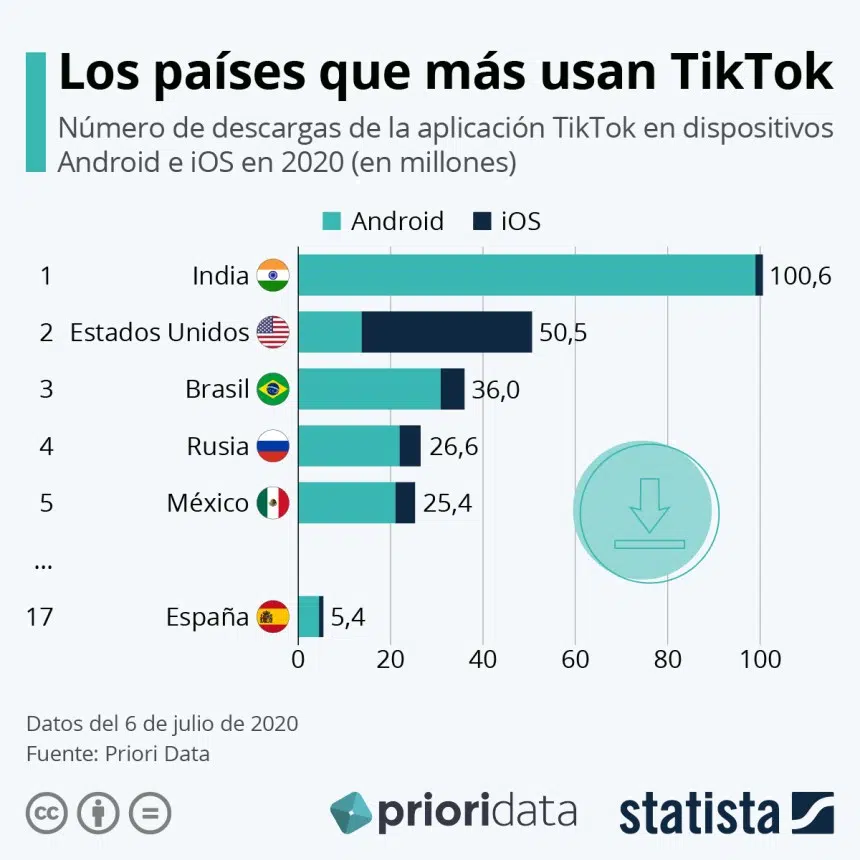 Los países que más usan TikTok
Número de descargas de la aplicación TikTok en dispositivos
Android e iOS en 2020 (en millones)
Android iOS
1 India 100,6
2 Estados Unidos 50,5
3 Brasil 36,0
4 Rusia 26,6
5 México 25,4
...
17 España 5,4
0 20 40 60 80 100
Datos del 6 de julio de 2020
Fuente: Priori Data
cc prioridata statista